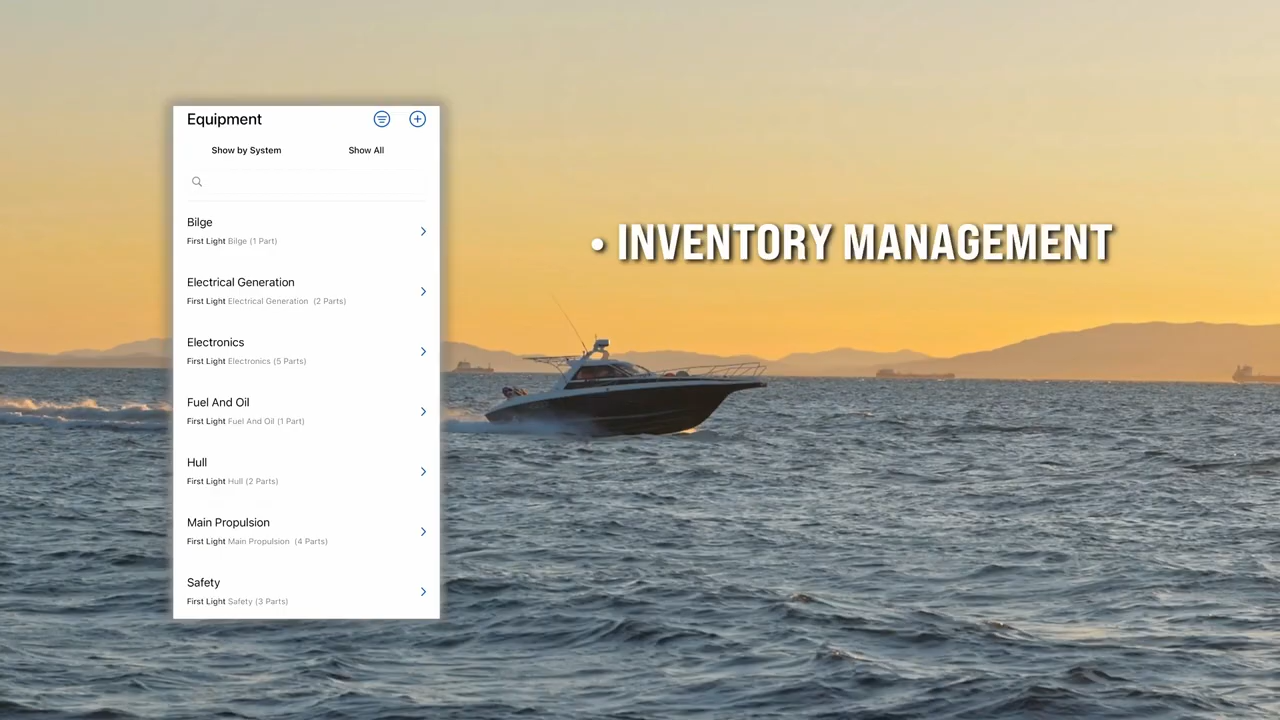 Equipment
Show by System
Show All
Bilge
First Light Bilge (1 Part)
Electrical Generation
First Light Electrical Generation (2 Parts)
Electronics
First Light Electronics (5 Parts)
Fuel And Oil
First Light Fuel And Oil (1 Part)
Hull
First Light Hull (2 Parts)
Main Propulsion
First Light Main Propulsion (4 Parts)
Safety
First Light Safety (3 Parts)
• INVENTORY MANAGEMENT